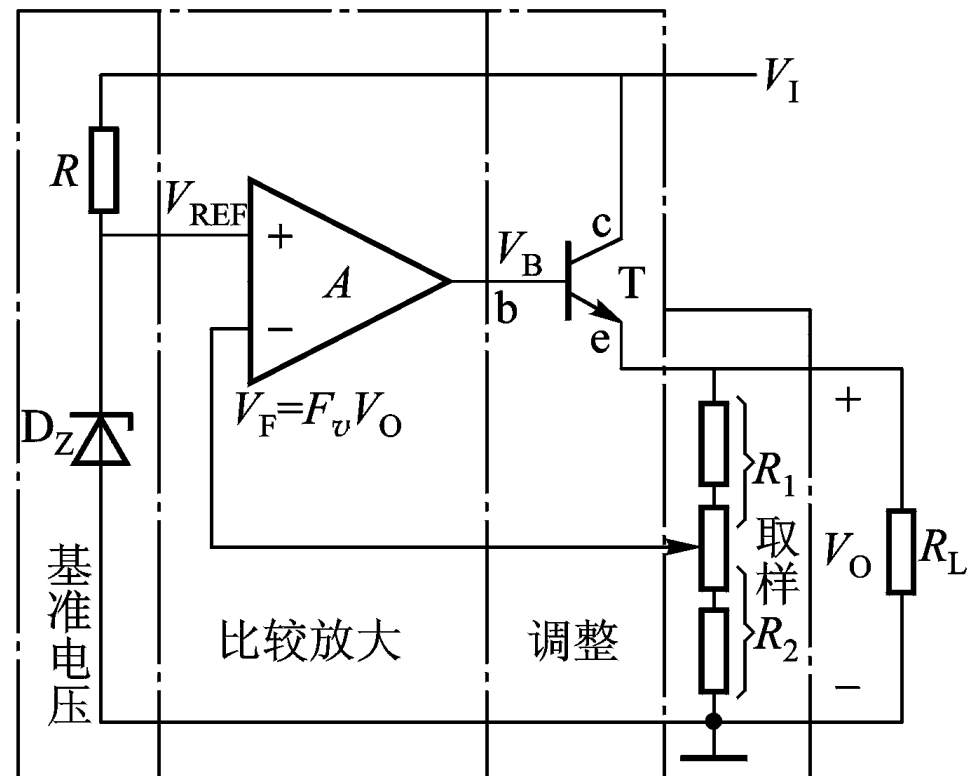 V_I
R
V_REF
+
A
−
V_B
b
c
T
e
V_F=F_vV_O
D_Z
+
R_1
取样
V_O
R_L
R_2
−
基准电压
比较放大
调整